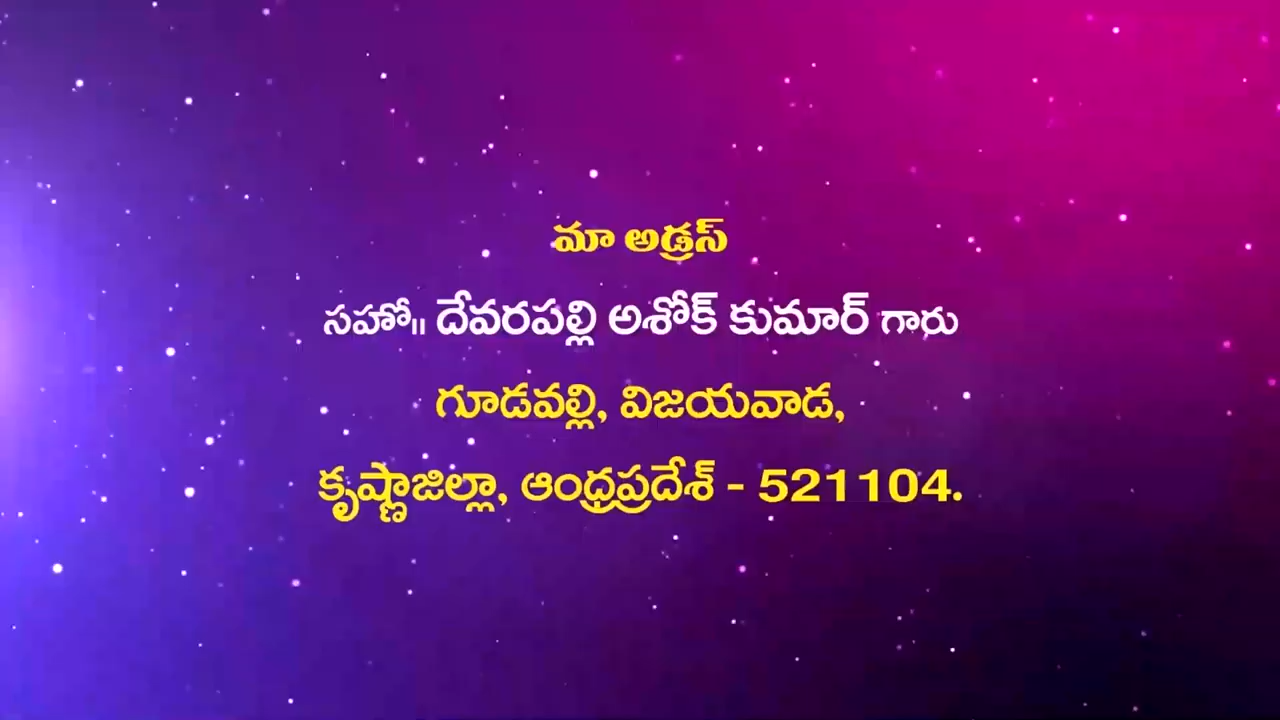 మా అడ్రస్
సహో|| దేవరపల్లి అశోక్ కుమార్ గారు
గూడవల్లి, విజయవాడ,
కృష్ణాజిల్లా, ఆంధ్రప్రదేశ్ - 521104.